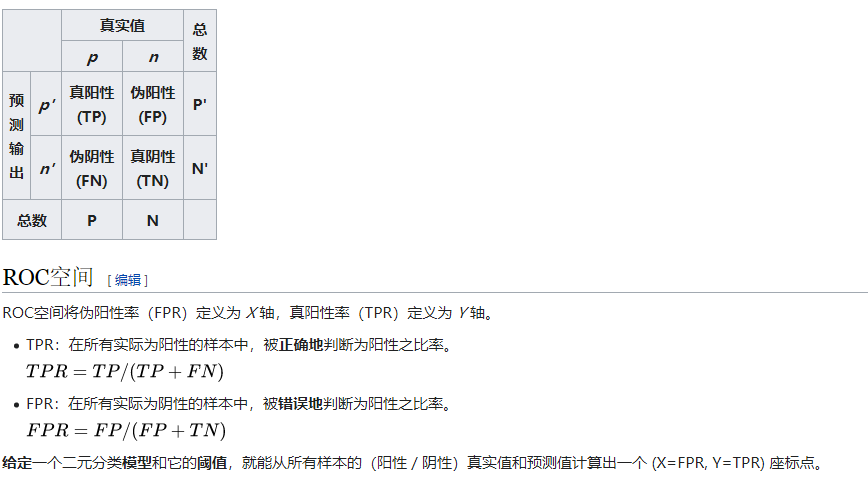 真实值 总数
p n
预测输出 p' 真阳性(TP) 伪阳性(FP) P'
n' 伪阴性(FN) 真阴性(TN) N'
总数 P N
ROC空间 [编辑]
ROC空间将伪阳性率（FPR）定义为 X 轴，真阳性率（TPR）定义为 Y 轴。
• TPR：在所有实际为阳性的样本中，被正确地判断为阳性之比率。
TPR = TP/(TP + FN)
• FPR：在所有实际为阴性的样本中，被错误地判断为阳性之比率。
FPR = FP/(FP + TN)
给定一个二元分类模型和它的阈值，就能从所有样本的（阳性 / 阴性）真实值和预测值计算出一个 (X=FPR, Y=TPR) 座标点。